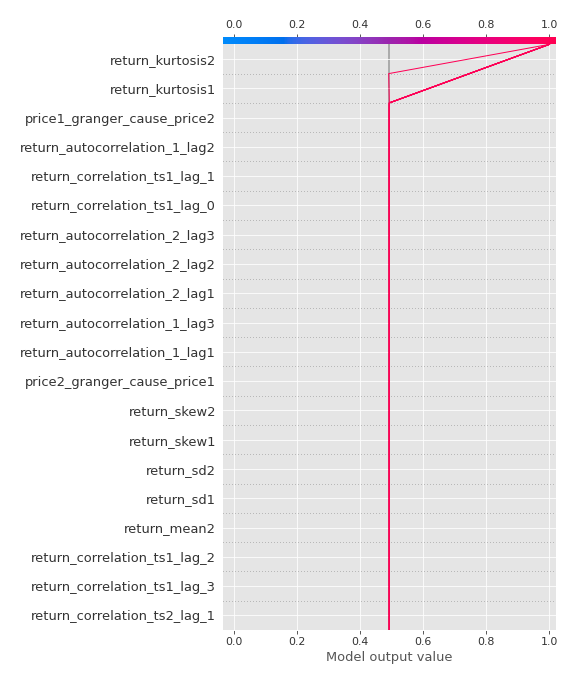 0.0 0.2 0.4 0.6 0.8 1.0
return_kurtosis2
return_kurtosis1
price1_granger_cause_price2
return_autocorrelation_1_lag2
return_correlation_ts1_lag_1
return_correlation_ts1_lag_0
return_autocorrelation_2_lag3
return_autocorrelation_2_lag2
return_autocorrelation_2_lag1
return_autocorrelation_1_lag3
return_autocorrelation_1_lag1
price2_granger_cause_price1
return_skew2
return_skew1
return_sd2
return_sd1
return_mean2
return_correlation_ts1_lag_2
return_correlation_ts1_lag_3
return_correlation_ts2_lag_1
0.0 0.2 0.4 0.6 0.8 1.0
Model output value